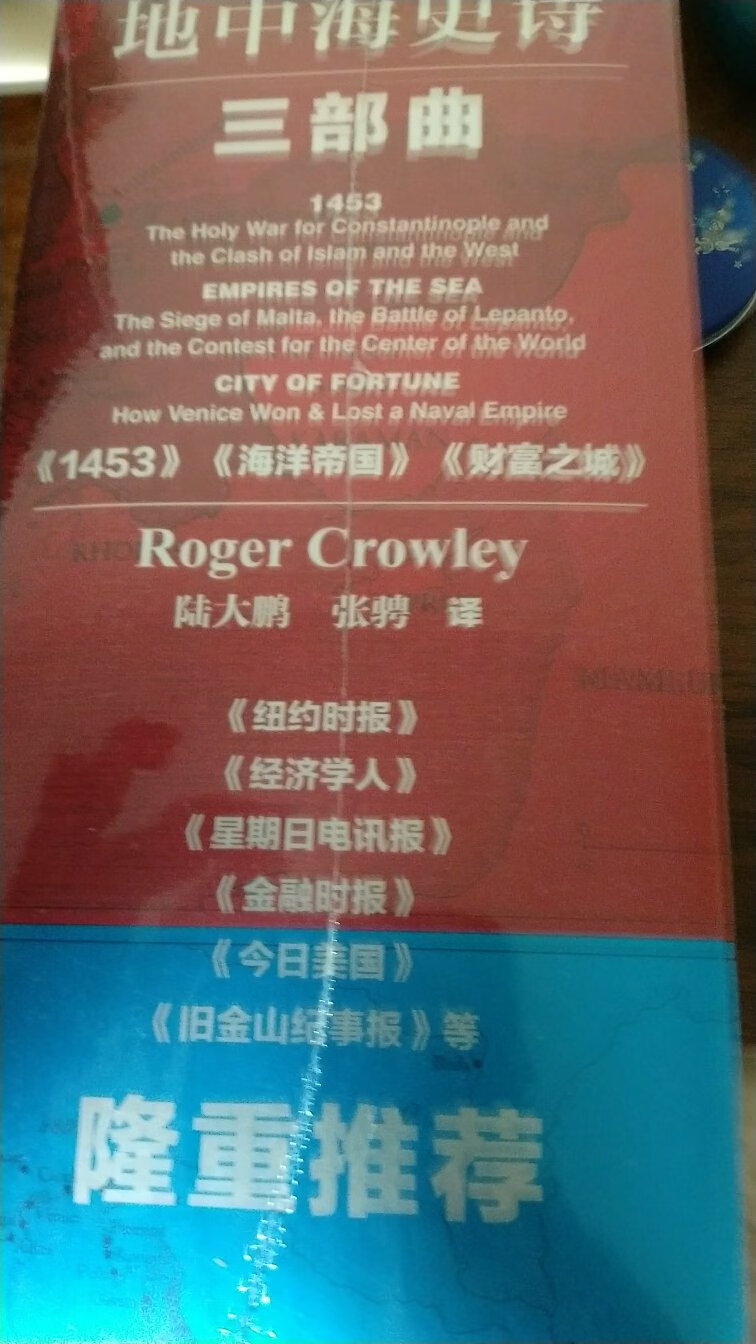 地中海史诗
三部曲
1453
The Holy War for Constantinople and
the Clash of Islam and the West
EMPIRES OF THE SEA
The Siege of Malta, the Battle of Lepanto,
and the Contest for the Center of the World
CITY OF FORTUNE
How Venice Won & Lost a Naval Empire
《1453》《海洋帝国》《财富之城》
Roger Crowley
陆大鹏 张骋 译
《纽约时报》
《经济学人》
《星期日电讯报》
《金融时报》
《今日美国》
《旧金山纪事报》等
隆重推荐